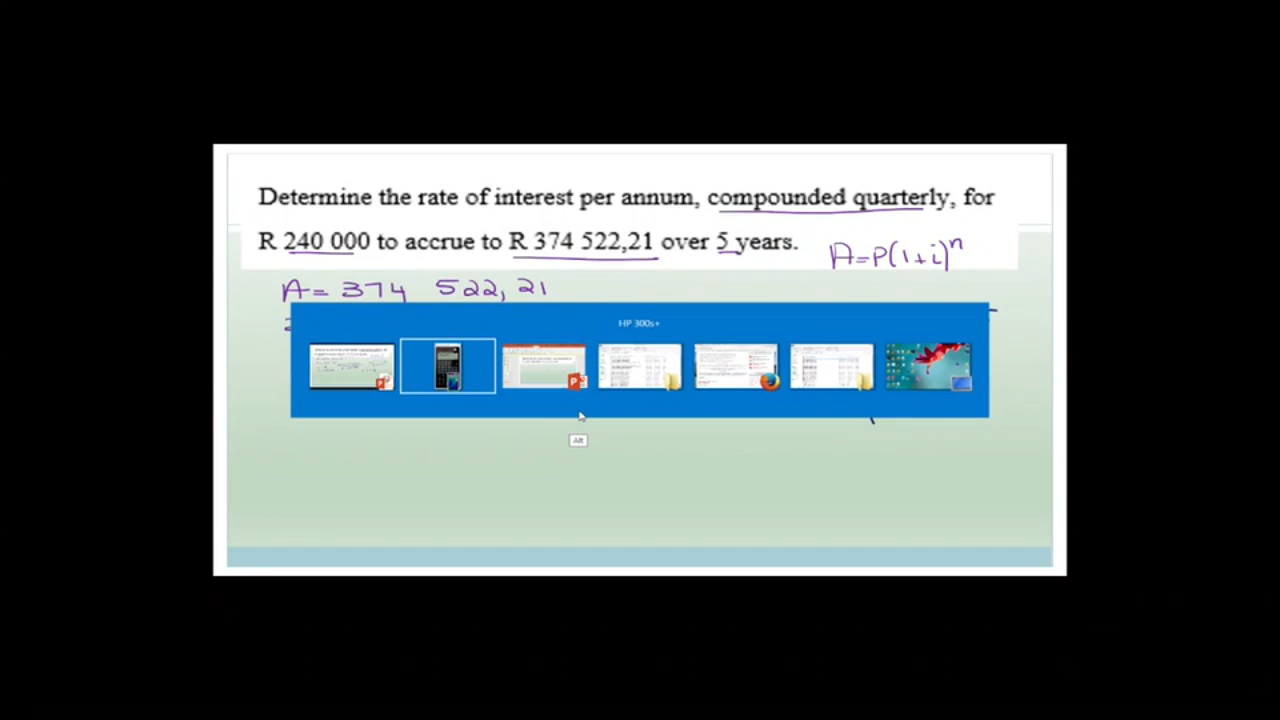 Determine the rate of interest per annum, compounded quarterly, for
R 240 000 to accrue to R 374 522,21 over 5 years.
A=P(1+i)^n
A= 374 522, 21
HP 300s+
Alt